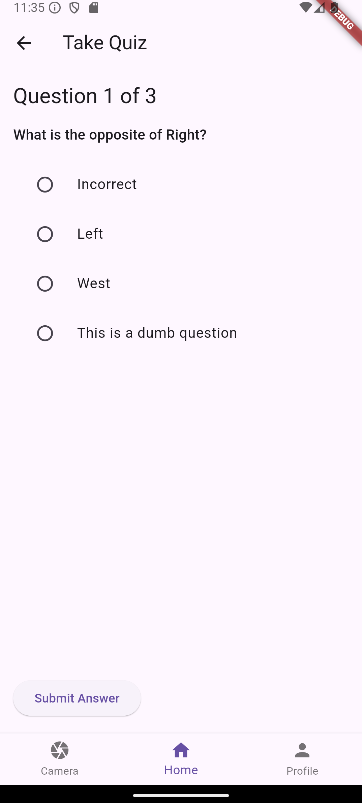 11:35
DEBUG
Take Quiz
Question 1 of 3
What is the opposite of Right?
Incorrect
Left
West
This is a dumb question
Submit Answer
Camera
Home
Profile